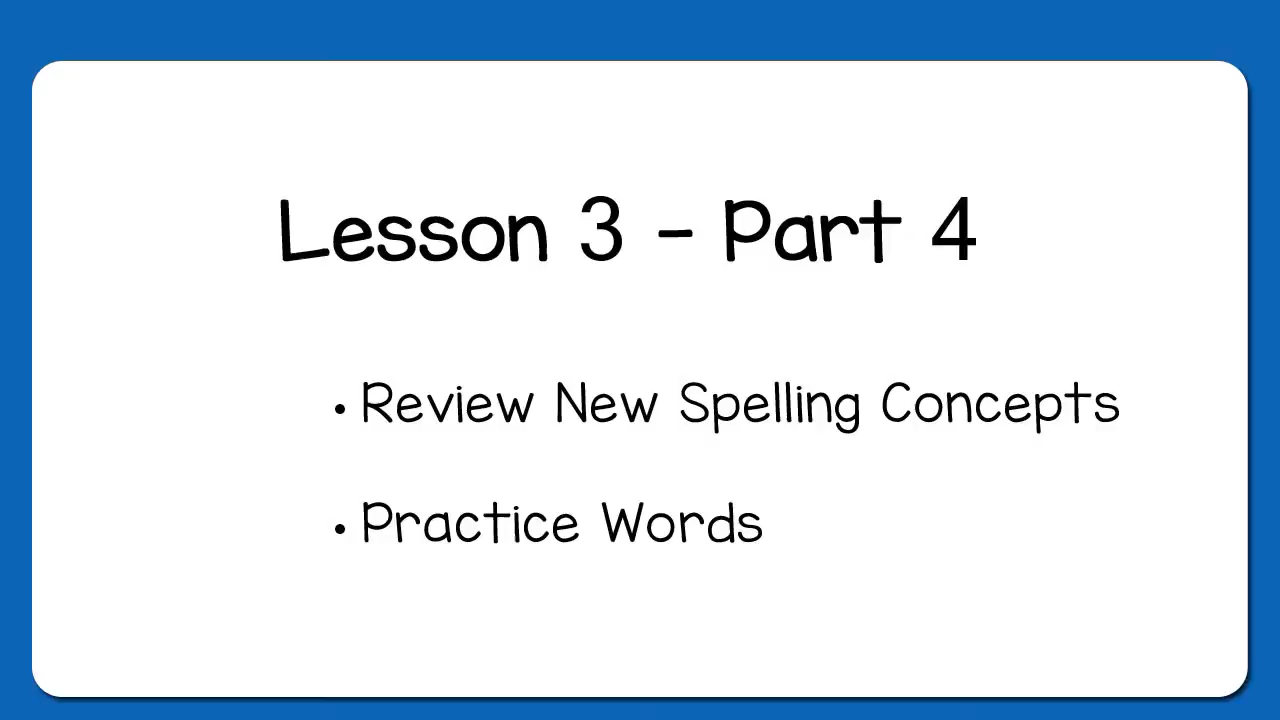 Lesson 3 - Part 4
• Review New Spelling Concepts
• Practice Words